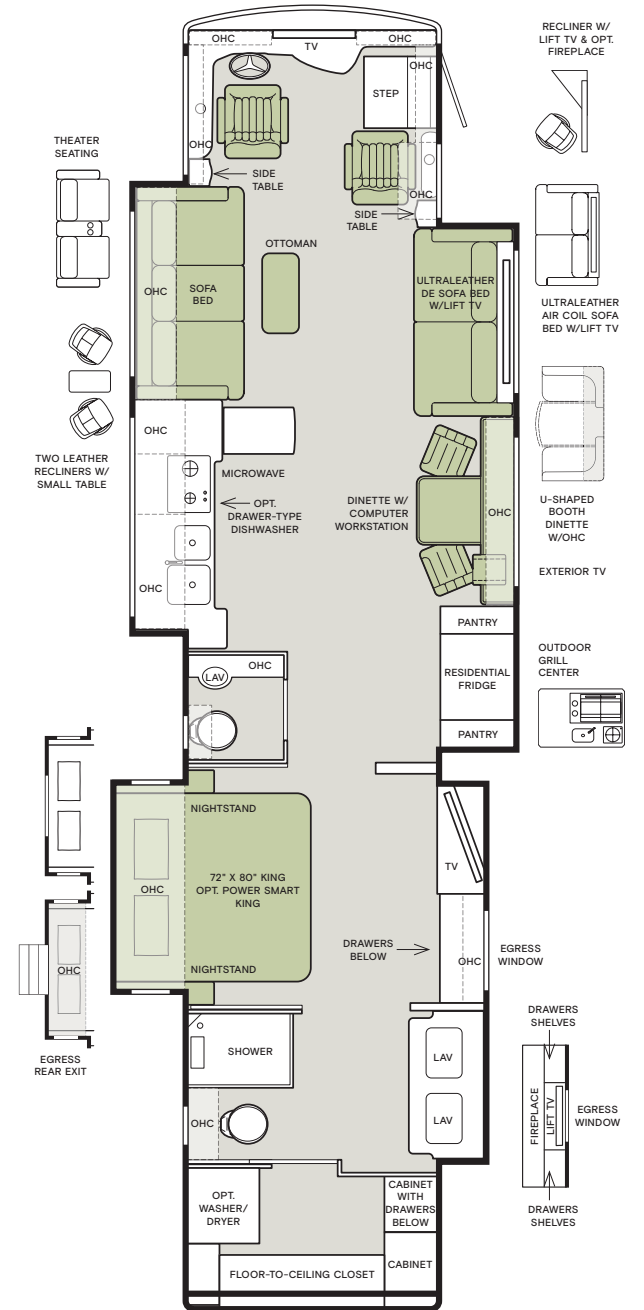 OHC
TV
OHC
OHC
STEP
OHC
OHC
SIDE
TABLE
SIDE
TABLE
RECLINER W/
LIFT TV & OPT.
FIREPLACE
THEATER
SEATING
OTTOMAN
OHC
SOFA
BED
ULTRALEATHER
DE SOFA BED
W/LIFT TV
ULTRALEATHER
AIR COIL SOFA
BED W/LIFT TV
TWO LEATHER
RECLINERS W/
SMALL TABLE
OHC
MICROWAVE
OPT.
DRAWER-TYPE
DISHWASHER
DINETTE W/
COMPUTER
WORKSTATION
OHC
U-SHAPED
BOOTH
DINETTE
W/OHC
OHC
EXTERIOR TV
PANTRY
RESIDENTIAL
FRIDGE
PANTRY
OUTDOOR
GRILL
CENTER
LAV
OHC
NIGHTSTAND
OHC
72" X 80" KING
OPT. POWER SMART
KING
NIGHTSTAND
TV
DRAWERS
BELOW
OHC
EGRESS
WINDOW
OHC
EGRESS
REAR EXIT
SHOWER
LAV
LAV
OHC
DRAWERS
SHELVES
FIREPLACE
LIFT TV
EGRESS
WINDOW
DRAWERS
SHELVES
OPT.
WASHER/
DRYER
CABINET
WITH
DRAWERS
BELOW
CABINET
FLOOR-TO-CEILING CLOSET